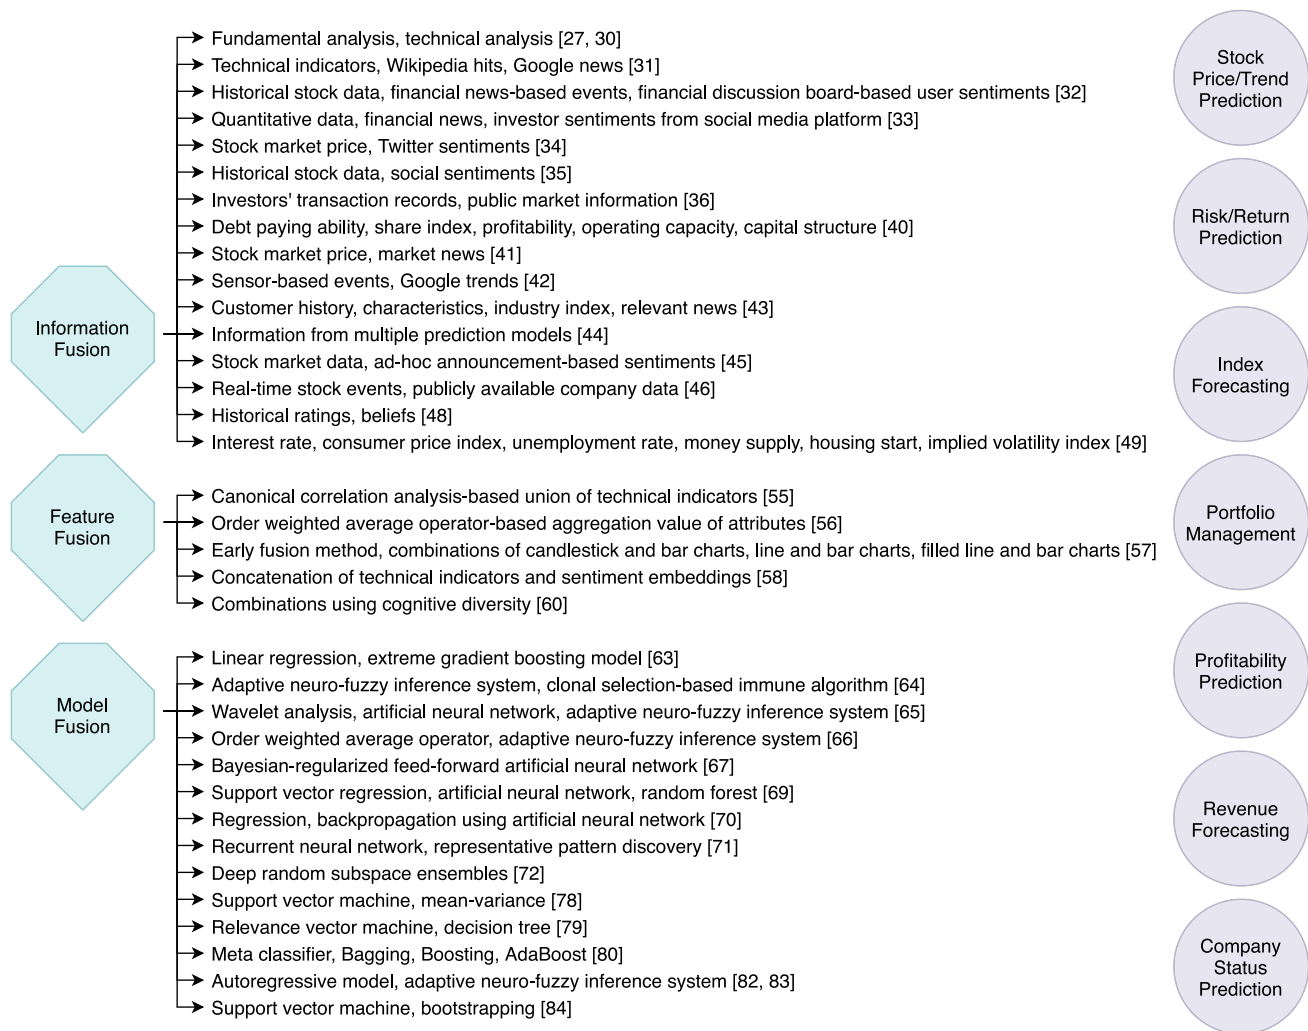 Information
Fusion
Fundamental analysis, technical analysis [27, 30]
Technical indicators, Wikipedia hits, Google news [31]
Historical stock data, financial news-based events, financial discussion board-based user sentiments [32]
Quantitative data, financial news, investor sentiments from social media platform [33]
Stock market price, Twitter sentiments [34]
Historical stock data, social sentiments [35]
Investors' transaction records, public market information [36]
Debt paying ability, share index, profitability, operating capacity, capital structure [40]
Stock market price, market news [41]
Sensor-based events, Google trends [42]
Customer history, characteristics, industry index, relevant news [43]
Information from multiple prediction models [44]
Stock market data, ad-hoc announcement-based sentiments [45]
Real-time stock events, publicly available company data [46]
Historical ratings, beliefs [48]
Interest rate, consumer price index, unemployment rate, money supply, housing start, implied volatility index [49]
Feature
Fusion
Canonical correlation analysis-based union of technical indicators [55]
Order weighted average operator-based aggregation value of attributes [56]
Early fusion method, combinations of candlestick and bar charts, line and bar charts, filled line and bar charts [57]
Concatenation of technical indicators and sentiment embeddings [58]
Combinations using cognitive diversity [60]
Model
Fusion
Linear regression, extreme gradient boosting model [63]
Adaptive neuro-fuzzy inference system, clonal selection-based immune algorithm [64]
Wavelet analysis, artificial neural network, adaptive neuro-fuzzy inference system [65]
Order weighted average operator, adaptive neuro-fuzzy inference system [66]
Bayesian-regularized feed-forward artificial neural network [67]
Support vector regression, artificial neural network, random forest [69]
Regression, backpropagation using artificial neural network [70]
Recurrent neural network, representative pattern discovery [71]
Deep random subspace ensembles [72]
Support vector machine, mean-variance [78]
Relevance vector machine, decision tree [79]
Meta classifier, Bagging, Boosting, AdaBoost [80]
Autoregressive model, adaptive neuro-fuzzy inference system [82, 83]
Support vector machine, bootstrapping [84]
Stock
Price/Trend
Prediction
Risk/Return
Prediction
Index
Forecasting
Portfolio
Management
Profitability
Prediction
Revenue
Forecasting
Company
Status
Prediction